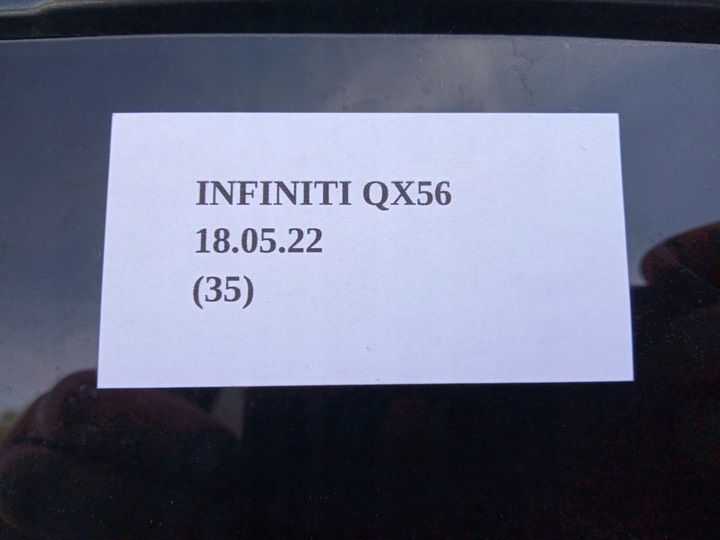 INFINITI QX56
18.05.22
(35)